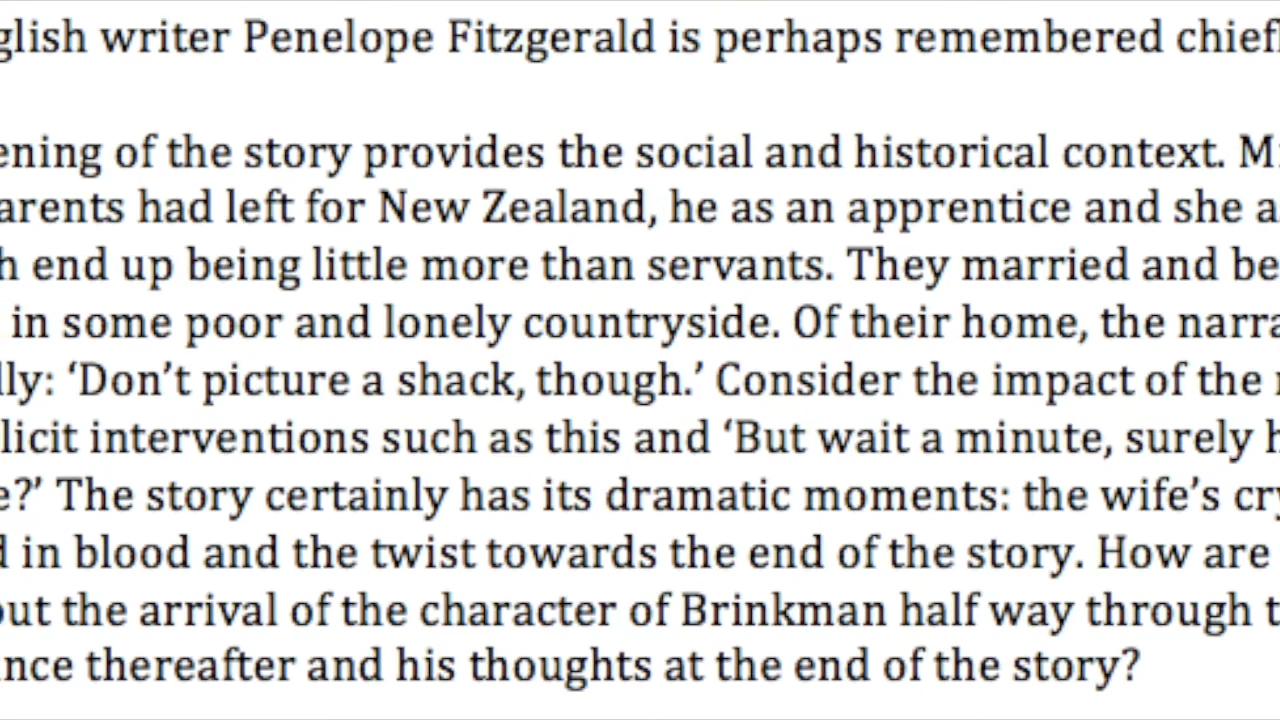 glish writer Penelope Fitzgerald is perhaps remembered chief
ening of the story provides the social and historical context. M
arents had left for New Zealand, he as an apprentice and she a
h end up being little more than servants. They married and be
in some poor and lonely countryside. Of their home, the narra
lly: ‘Don’t picture a shack, though.’ Consider the impact of the
licit interventions such as this and ‘But wait a minute, surely h
e?’ The story certainly has its dramatic moments: the wife’s cry
d in blood and the twist towards the end of the story. How are
out the arrival of the character of Brinkman half way through t
nce thereafter and his thoughts at the end of the story?